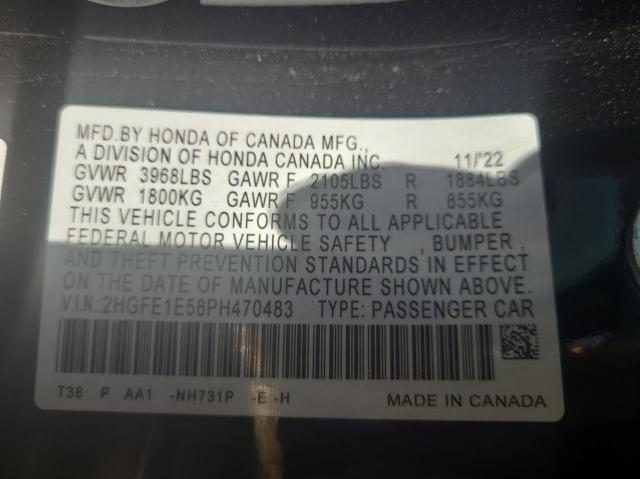 MFD.BY HONDA OF CANADA MFG.,
A DIVISION OF HONDA CANADA INC. 11/'22
GVWR 3968LBS GAWR F 2105LBS R 1884LBS
GVWR 1800KG GAWR F 955KG R 855KG
THIS VEHICLE CONFORMS TO ALL APPLICABLE
FEDERAL MOTOR VEHICLE SAFETY , BUMPER ,
AND THEFT PREVENTION STANDARDS IN EFFECT
ON THE DATE OF MANUFACTURE SHOWN ABOVE.
V.I.N.:2HGFE1E58PH470483 TYPE: PASSENGER CAR
T38 P AA1 -NH731P -E -H MADE IN CANADA